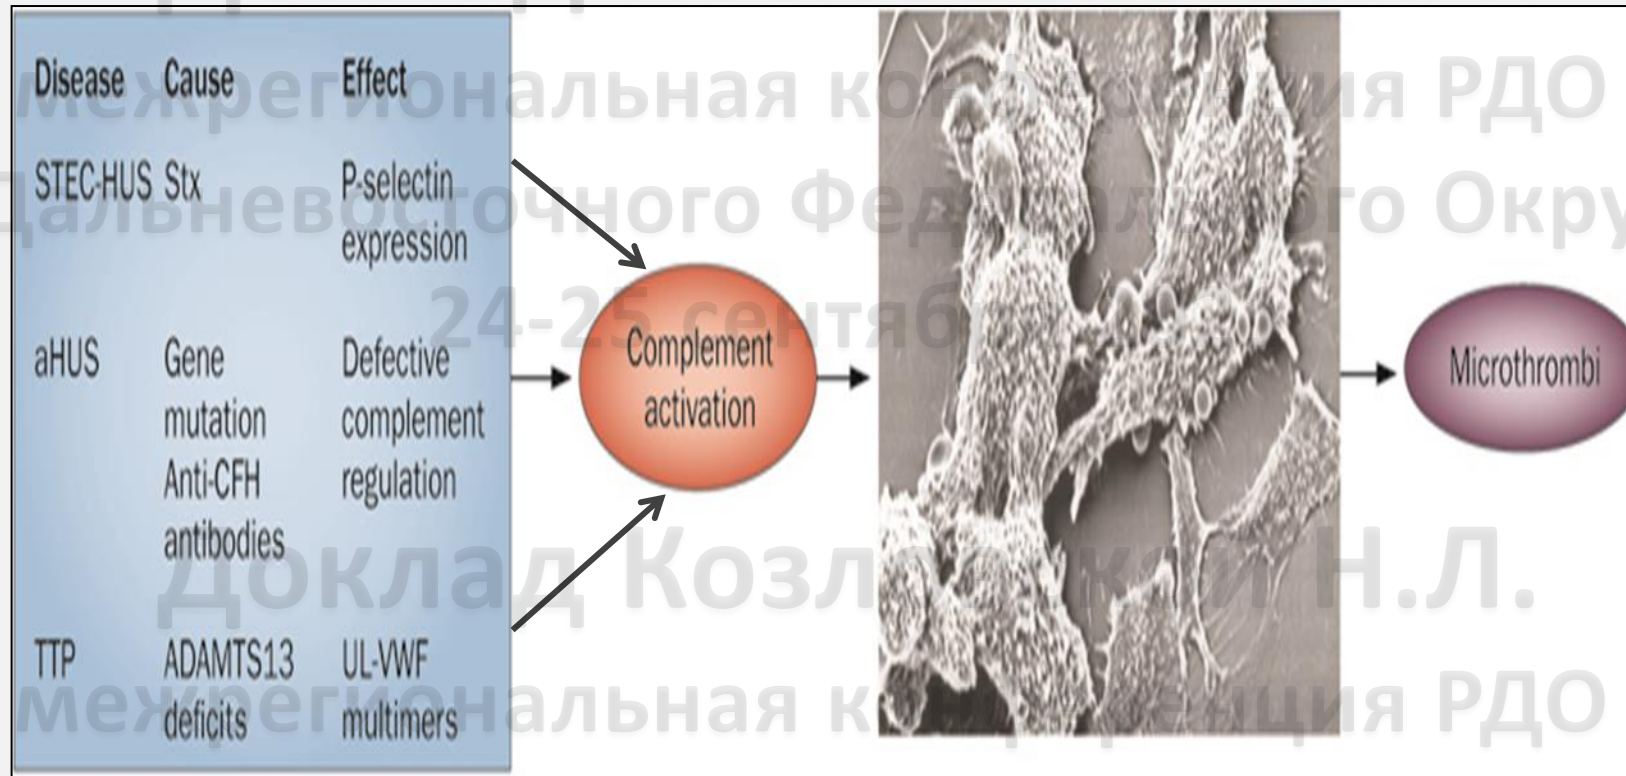 межрегиональная конференция РДО
Дальневосточного Федерального Окру
24-25 сентяб
Доклад Козловской Н.Л.
межрегиональная конференция РДО
Disease Cause Effect
STEC-HUS Stx P-selectin
expression
aHUS Gene Defective
mutation complement
Anti-CFH regulation
antibodies
TTP ADAMTS13 UL-VWF
deficits multimers
Complement
activation
Microthrombi